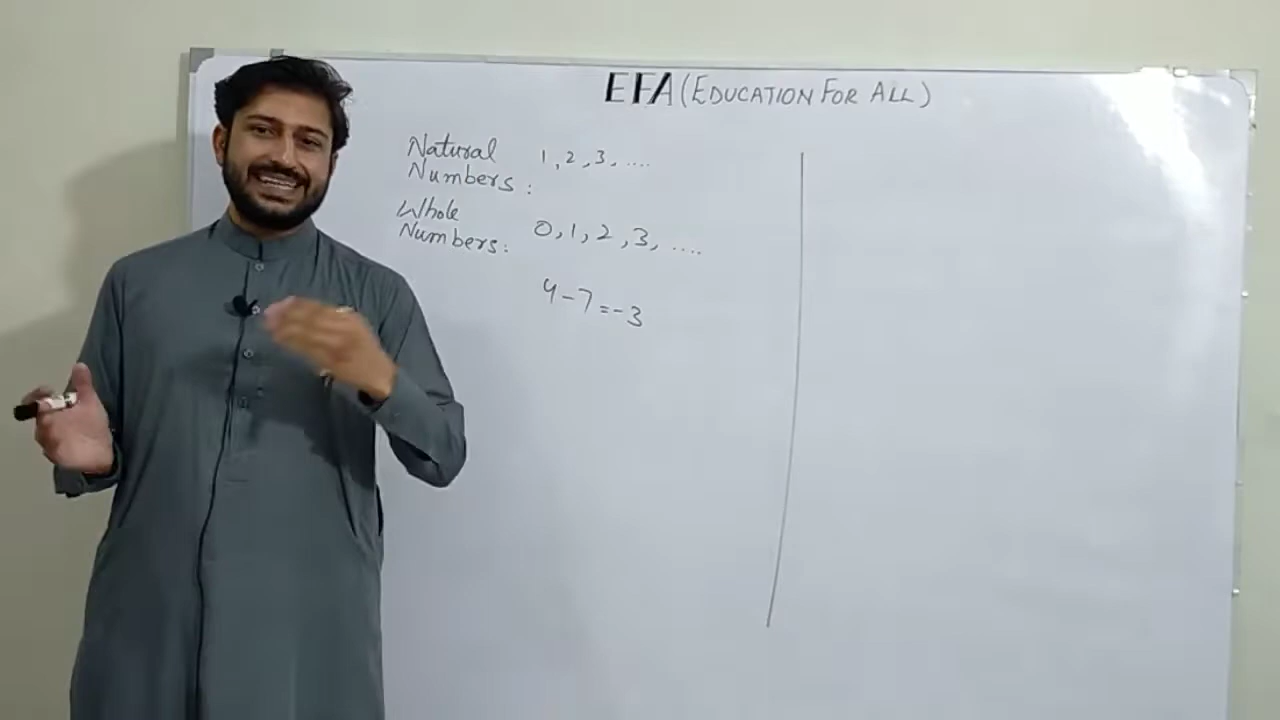 EFA (EDUCATION FOR ALL)
Natural
Numbers: 1, 2, 3, ....
Whole
Numbers: 0, 1, 2, 3, ....
4-7=-3